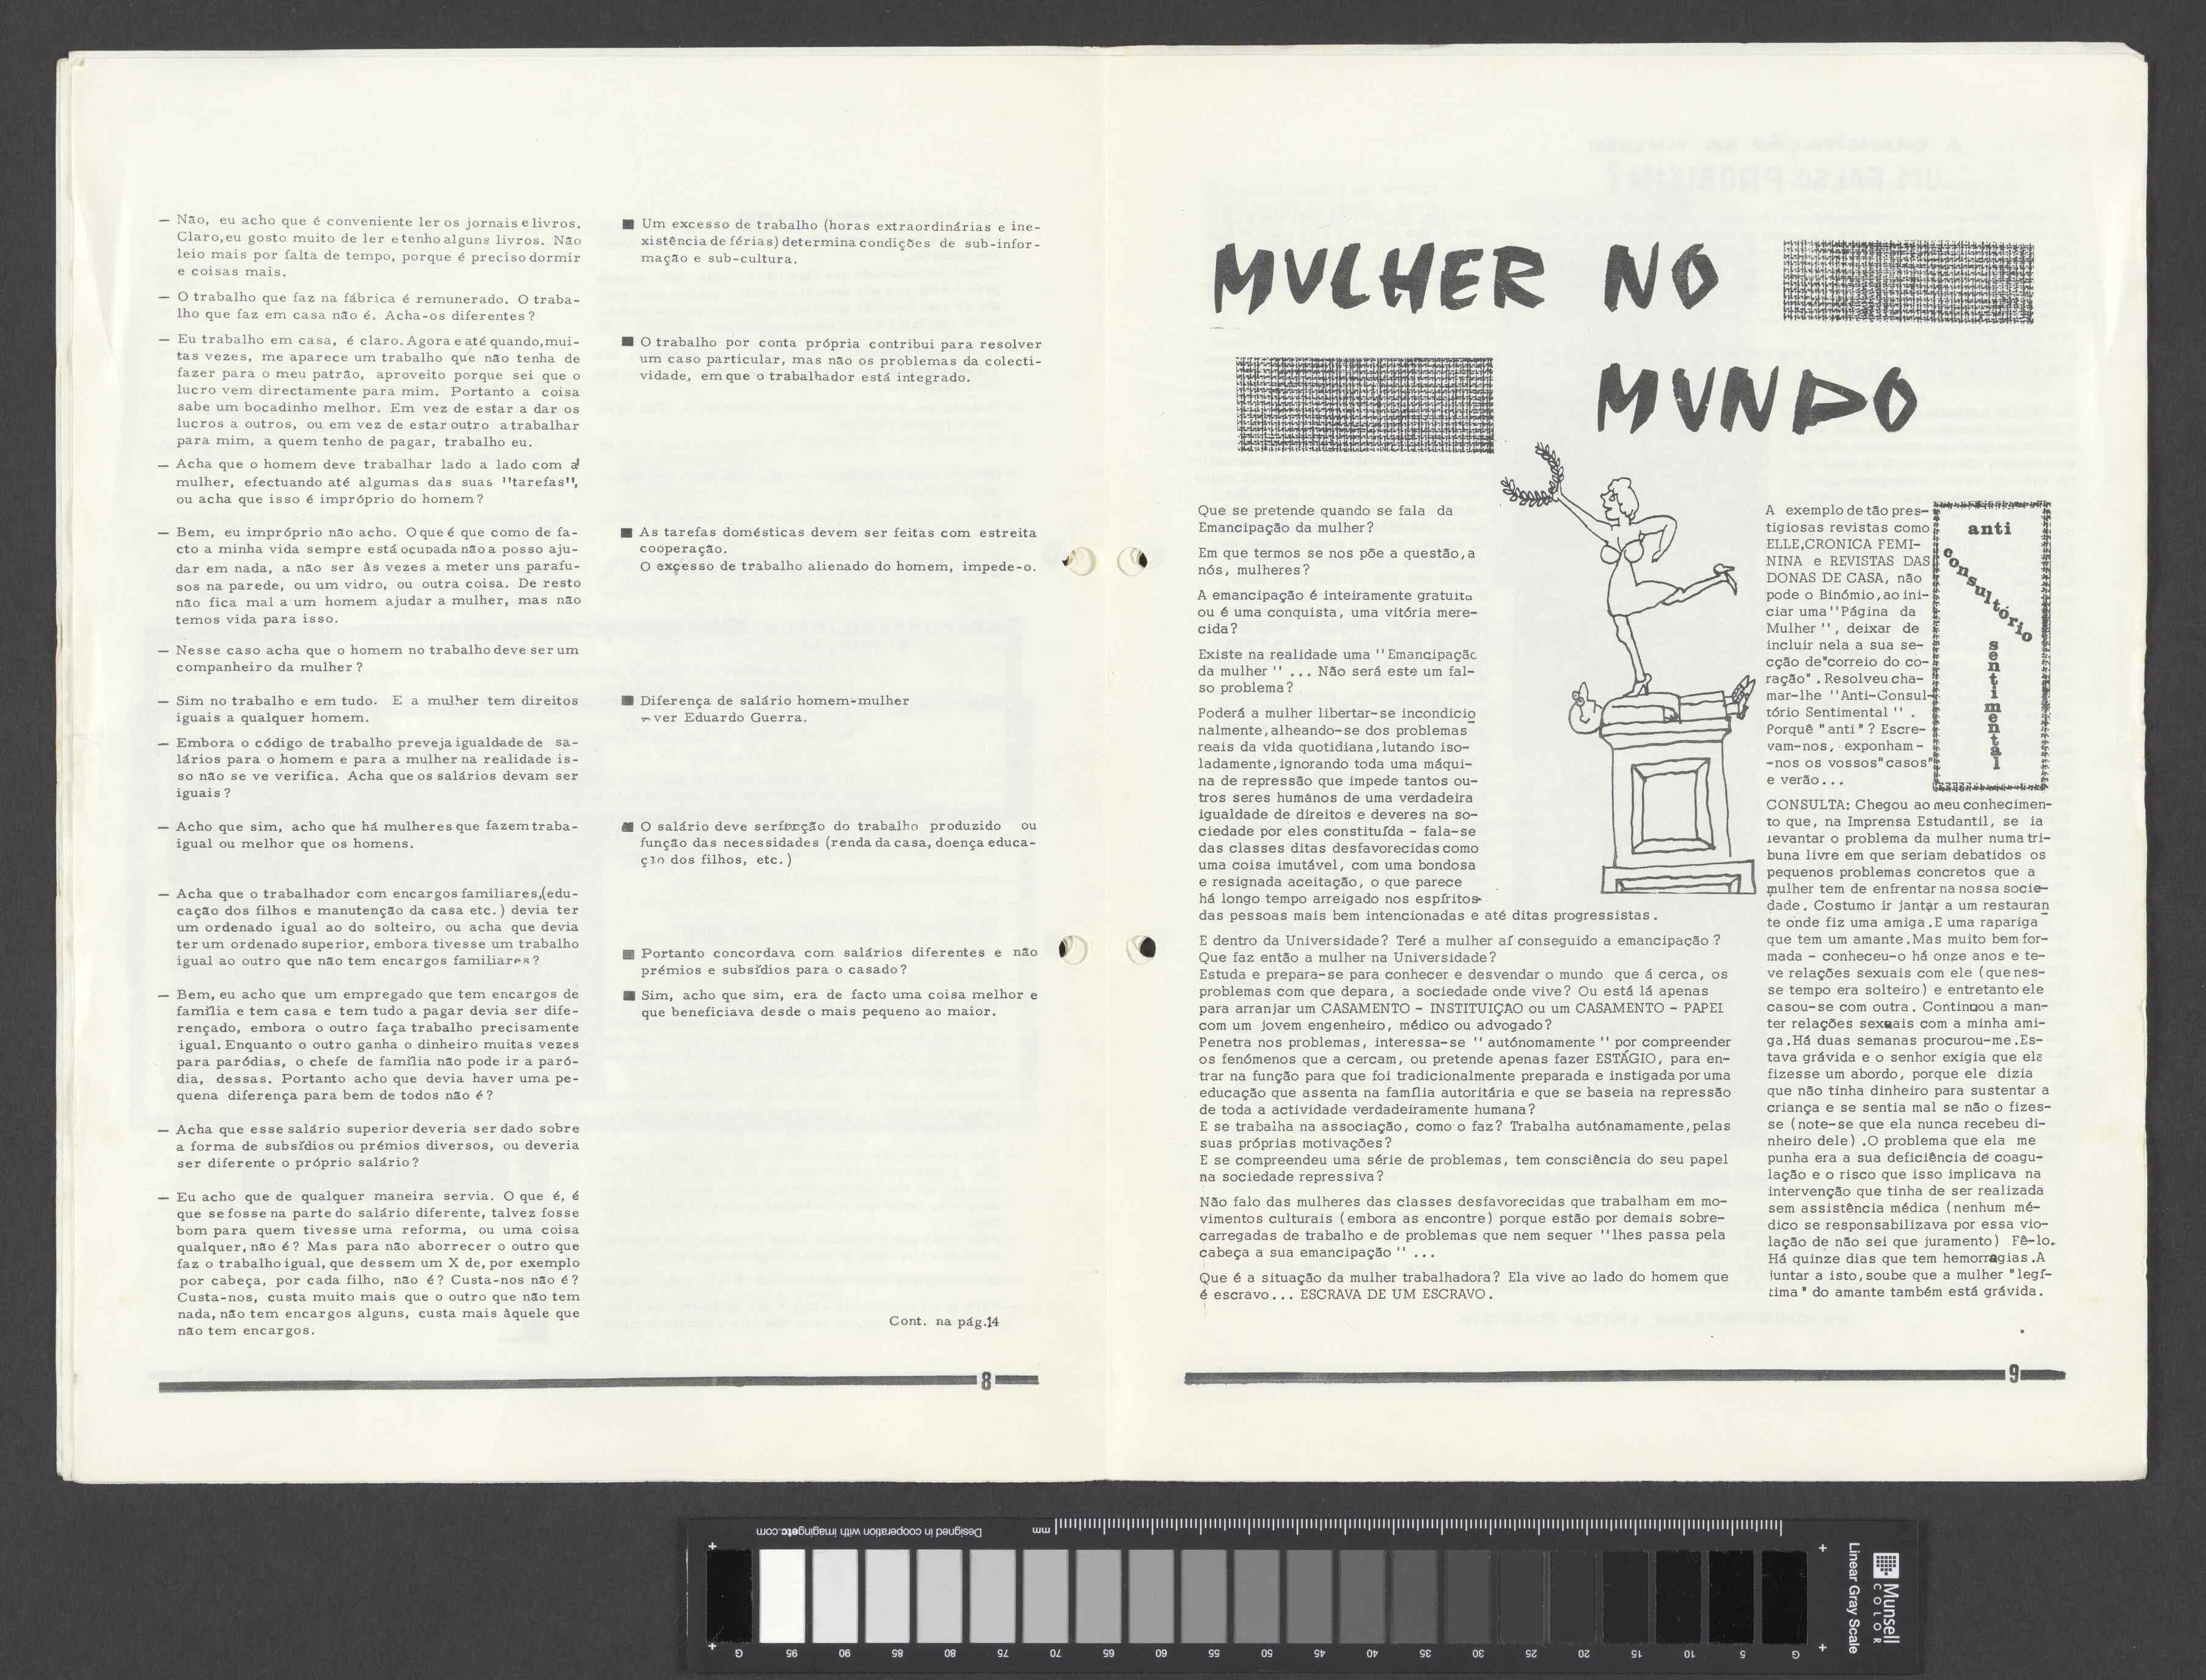 — Não, eu acho que é conveniente ler os jornais e livros.
Claro, eu gosto muito de ler e tenho alguns livros. Não
leio mais por falta de tempo, porque é preciso dormir
e coisas mais.
— O trabalho que faz na fábrica é remunerado. O traba-
lho que faz em casa não é. Acha-os diferentes?
— Eu trabalho em casa, é claro. Agora e até quando, mui-
tas vezes, me aparece um trabalho que não tenha de
fazer para o meu patrão, aproveito porque sei que o
lucro vem directamente para mim. Portanto a coisa
sabe um bocadinho melhor. Em vez de estar a dar os
lucros a outros, ou em vez de estar outro a trabalhar
para mim, a quem tenho de pagar, trabalho eu.
— Acha que o homem deve trabalhar lado a lado com a
mulher, efectuando até algumas das suas "tarefas",
ou acha que isso é impróprio do homem?
— Bem, eu impróprio não acho. O que é que como de fa-
cto a minha vida sempre está ocupada não a posso aju-
dar em nada, a não ser às vezes a meter uns parafu-
sos na parede, ou um vidro, ou outra coisa. De resto
não fica mal a um homem ajudar a mulher, mas não
temos vida para isso.
— Nesse caso acha que o homem no trabalho deve ser um
companheiro da mulher?
— Sim no trabalho e em tudo. E a mulher tem direitos
iguais a qualquer homem.
— Embora o código de trabalho preveja igualdade de sa-
lários para o homem e para a mulher na realidade is-
so não se ve verifica. Acha que os salários devam ser
iguais?
— Acho que sim, acho que há mulheres que fazem traba-
igual ou melhor que os homens.
— Acha que o trabalhador com encargos familiares, (edu-
cação dos filhos e manutenção da casa etc.) devia ter
um ordenado igual ao do solteiro, ou acha que devia
ter um ordenado superior, embora tivesse um trabalho
igual ao outro que não tem encargos familiares?
— Bem, eu acho que um empregado que tem encargos de
família e tem casa e tem tudo a pagar devia ser dife-
rençado, embora o outro faça trabalho precisamente
igual. Enquanto o outro ganha o dinheiro muitas vezes
para paródias, o chefe de família não pode ir a paró-
dia, dessas. Portanto acho que devia haver uma pe-
quena diferença para bem de todos não é?
— Acha que esse salário superior deveria ser dado sobre
a forma de subsídios ou prémios diversos, ou deveria
ser diferente o próprio salário?
— Eu acho que de qualquer maneira servia. O que é, é
que se fosse na parte do salário diferente, talvez fosse
bom para quem tivesse uma reforma, ou uma coisa
qualquer, não é? Mas para não aborrecer o outro que
faz o trabalho igual, que dessem um X de, por exemplo
por cabeça, por cada filho, não é? Custa-nos não é?
Custa-nos, custa muito mais que o outro que não tem
nada, não tem encargos alguns, custa mais àquele que
não tem encargos.
■ Um excesso de trabalho (horas extraordinárias e ine-
xistência de férias) determina condições de sub-infor-
mação e sub-cultura.
■ O trabalho por conta própria contribui para resolver
um caso particular, mas não os problemas da colecti-
vidade, em que o trabalhador está integrado.
■ As tarefas domésticas devem ser feitas com estreita
cooperação.
O excesso de trabalho alienado do homem, impede-o.
■ Diferença de salário homem-mulher
- ver Eduardo Guerra.
■ O salário deve ser função do trabalho produzido ou
função das necessidades (renda da casa, doença educa-
ção dos filhos, etc.)
■ Portanto concordava com salários diferentes e não
prémios e subsídios para o casado?
■ Sim, acho que sim, era de facto uma coisa melhor e
que beneficiava desde o mais pequeno ao maior.
Cont. na pág.14
8
MULHER NO
MUNDO
Que se pretende quando se fala da
Emancipação da mulher?
Em que termos se nos põe a questão, a
nós, mulheres?
A emancipação é inteiramente gratuita
ou é uma conquista, uma vitória mere-
cida?
Existe na realidade uma "Emancipação
da mulher" ... Não será este um fal-
so problema?
Poderá a mulher libertar-se incondicio
nalmente, alheando-se dos problemas
reais da vida quotidiana, lutando iso-
ladamente, ignorando toda uma máqui-
na de repressão que impede tantos ou-
tros seres humános de uma verdadeira
igualdade de direitos e deveres na so-
ciedade por eles constituída - fala-se
das classes ditas desfavorecidas como
uma coisa imutável, com uma bondosa
e resignada aceitação, o que parece
há longo tempo arreigado nos espíritos
das pessoas mais bem intencionadas e até ditas progressistas.
E dentro da Universidade? Teré a mulher aí conseguido a emancipação?
Que faz então a mulher na Universidade?
Estuda e prepara-se para conhecer e desvendar o mundo que á cerca, os
problemas com que depara, a sociedade onde vive? Ou está lá apenas
para arranjar um CASAMENTO - INSTITUIÇAO ou um CASAMENTO - PAPEL
com um jovem engenheiro, médico ou advogado?
Penetra nos problemas, interessa-se "autónomamente" por compreender
os fenómenos que a cercam, ou pretende apenas fazer ESTÁGIO, para en-
trar na função para que foi tradicionalmente preparada e instigada por uma
educação que assenta na família autoritária e que se baseia na repressão
de toda a actividade verdadeiramente humana?
E se trabalha na associação, como o faz? Trabalha autónamamente, pelas
suas próprias motivações?
E se compreendeu uma série de problemas, tem consciência do seu papel
na sociedade repressiva?
Não falo das mulheres das classes desfavorecidas que trabalham em mo-
vimentos culturais (embora as encontre) porque estão por demais sobre-
carregadas de trabalho e de problemas que nem sequer "lhes passa pela
cabeça a sua emancipação" ...
Que é a situação da mulher trabalhadora? Ela vive ao lado do homem que
é escravo... ESCRAVA DE UM ESCRAVO.
A exemplo de tão pres-
tigiosas revistas como
ELLE, CRONICA FEMI-
NINA e REVISTAS DAS
DONAS DE CASA, não
pode o Binómio, ao ini-
ciar uma "Página da
Mulher", deixar de
incluir nela a sua se-
cção de "correio do co-
ração". Resolveu cha-
mar-lhe "Anti-Consul-
tório Sentimental".
Porquê "anti"? Escre-
vam-nos, exponham-
-nos os vossos "casos"
e verão...
anti
consultório
sentimental
CONSULTA: Chegou ao meu conhecimen-
to que, na Imprensa Estudantil, se ia
levantar o problema da mulher numa tri-
buna livre em que seriam debatidos os
pequenos problemas concretos que a
mulher tem de enfrentar na nossa socie-
dade. Costumo ir jantar a um restauran
te onde fiz uma amiga. E uma rapariga
que tem um amante. Mas muito bem for-
mada - conheceu-o há onze anos e te-
ve relações sexuais com ele (que nes-
se tempo era solteiro) e entretanto ele
casou-se com outra. Continuou a man-
ter relações sexuais com a minha ami-
ga. Há duas semanas procurou-me. Es-
tava grávida e o senhor exigia que ela
fizesse um abordo, porque ele dizia
que não tinha dinheiro para sustentar a
criança e se sentia mal se não o fizes-
se (note-se que ela nunca recebeu di-
nheiro dele). O problema que ela me
punha era a sua deficiência de coagu-
lação e o risco que isso implicava na
intervenção que tinha de ser realizada
sem assistência médica (nenhum mé-
dico se responsabilizava por essa vio-
lação de não sei que juramento) Fê-lo.
Há quinze dias que tem hemorragias. A
juntar a isto, soube que a mulher "legí-
tima" do amante também está grávida.
9
Designed in cooperation with imagingetc.com
mm
G 95 90 85 80 75 70 65 60 55 50 45 40 35 30 25 20 15 10 5 G
Munsell
COLOR
Linear Gray Scale